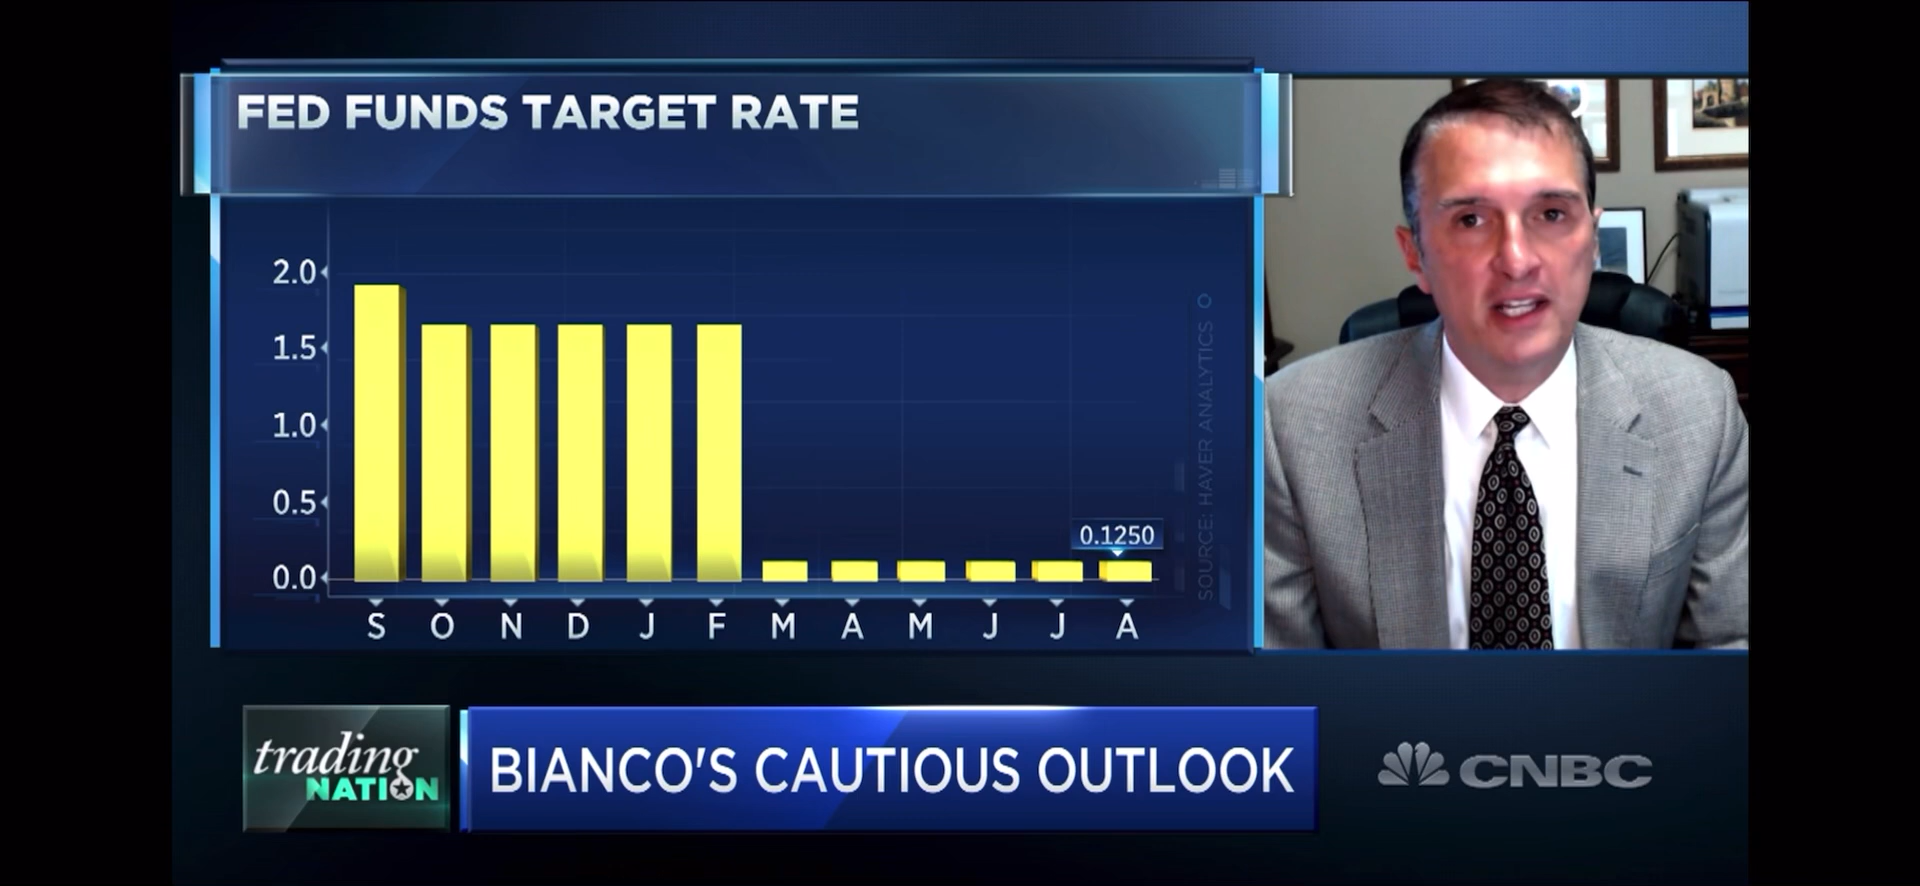 FED FUNDS TARGET RATE
2.0
1.5
1.0
0.5
0.0
0.1250
S O N D J F M A M J J A
SOURCE: HAVER ANALYTICS
trading
NATION
BIANCO'S CAUTIOUS OUTLOOK
CNBC